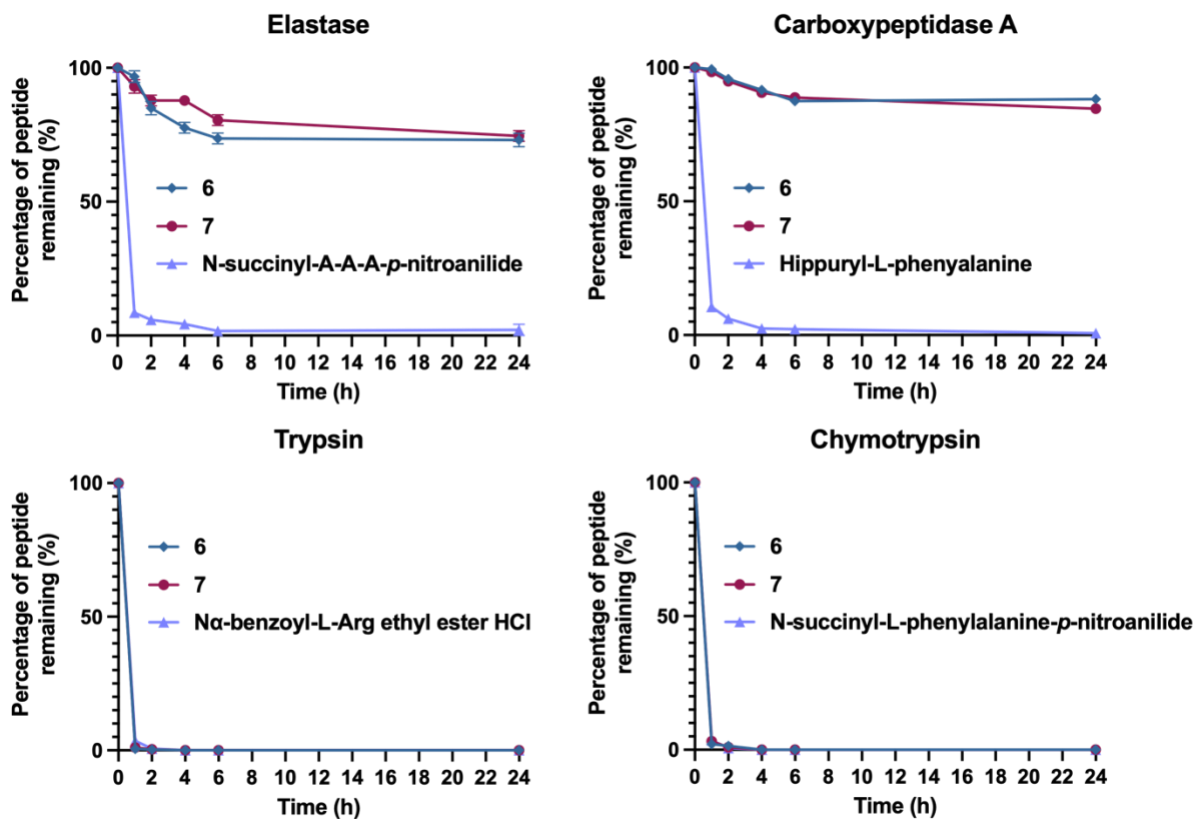 Elastase
Percentage of peptide
remaining (%)
100
50
0
6
7
N-succinyl-A-A-A-p-nitroanilide
0 2 4 6 8 10 12 14 16 18 20 22 24
Time (h)
Carboxypeptidase A
Percentage of peptide
remaining (%)
100
50
0
6
7
Hippuryl-L-phenyalanine
0 2 4 6 8 10 12 14 16 18 20 22 24
Time (h)
Trypsin
Percentage of peptide
remaining (%)
100
50
0
6
7
Nα-benzoyl-L-Arg ethyl ester HCl
0 2 4 6 8 10 12 14 16 18 20 22 24
Time (h)
Chymotrypsin
Percentage of peptide
remaining (%)
100
50
0
6
7
N-succinyl-L-phenylalanine-p-nitroanilide
0 2 4 6 8 10 12 14 16 18 20 22 24
Time (h)